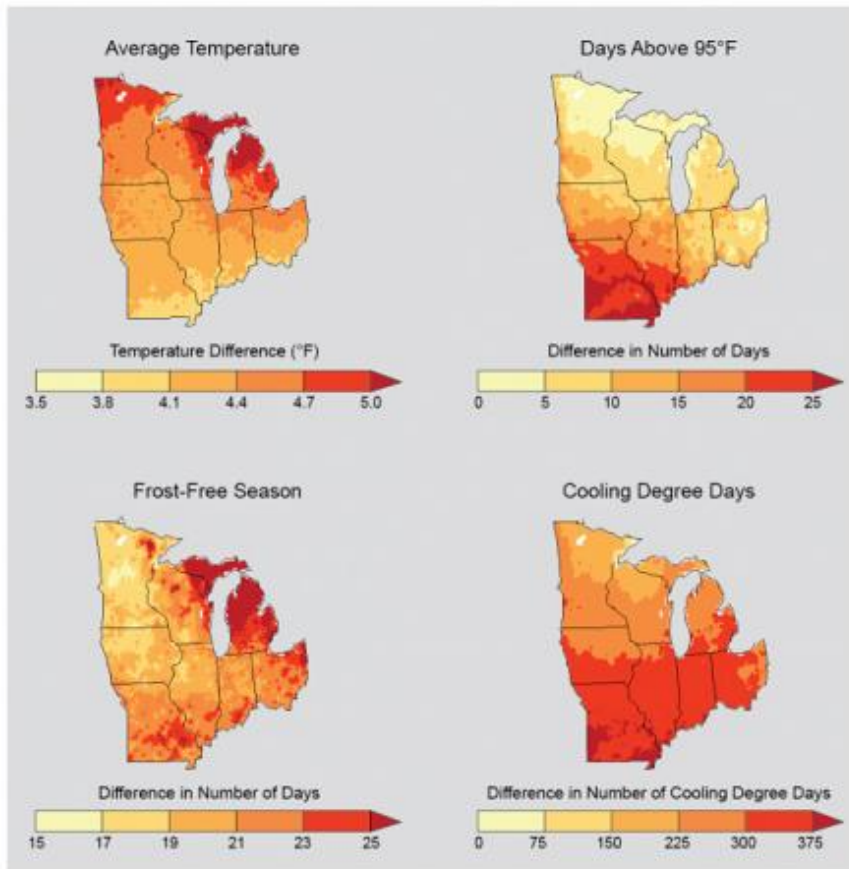 Average Temperature
Days Above 95°F
Temperature Difference (°F)
3.5 3.8 4.1 4.4 4.7 5.0
Difference in Number of Days
0 5 10 15 20 25
Frost-Free Season
Cooling Degree Days
Difference in Number of Days
15 17 19 21 23 25
Difference in Number of Cooling Degree Days
0 75 150 225 300 375